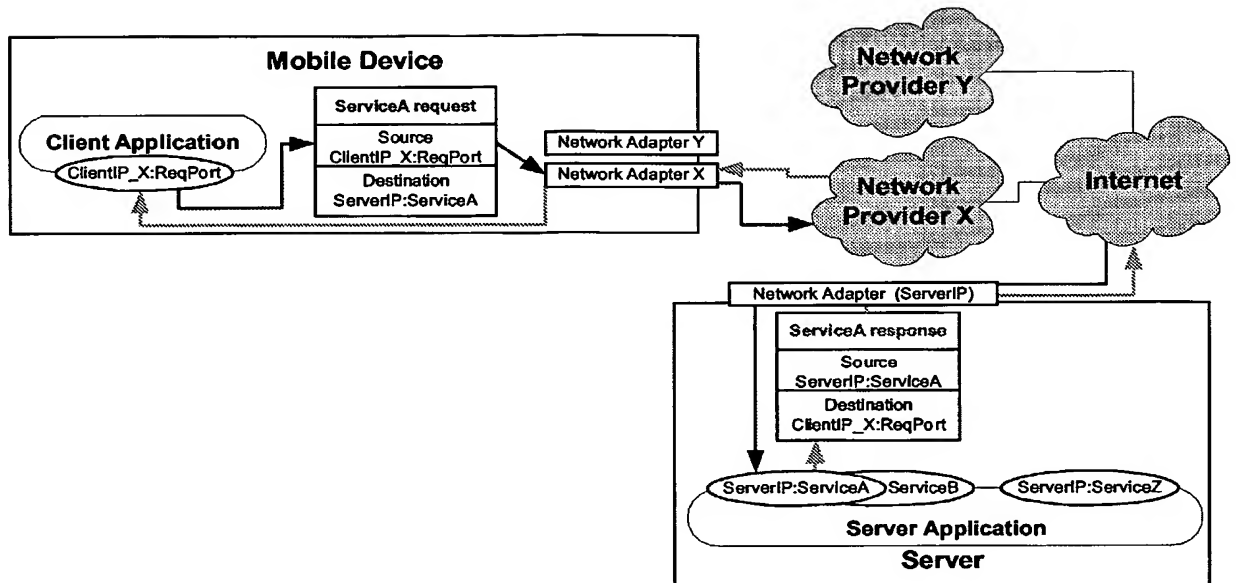 Mobile Device
Client Application
ClientIP_X:ReqPort
ServiceA request
Source
ClientIP_X:ReqPort
Destination
ServerIP:ServiceA
Network Adapter Y
Network Adapter X
Network
Provider Y
Network
Provider X
Internet
Network Adapter (ServerIP)
ServiceA response
Source
ServerIP:ServiceA
Destination
ClientIP_X:ReqPort
ServerIP:ServiceA
ServiceB
ServerIP:ServiceZ
Server Application
Server